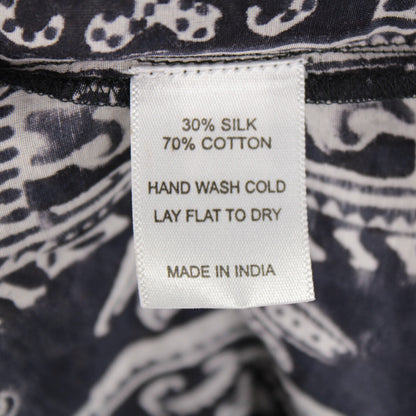 30% SILK
70% COTTON
HAND WASH COLD
LAY FLAT TO DRY
MADE IN INDIA